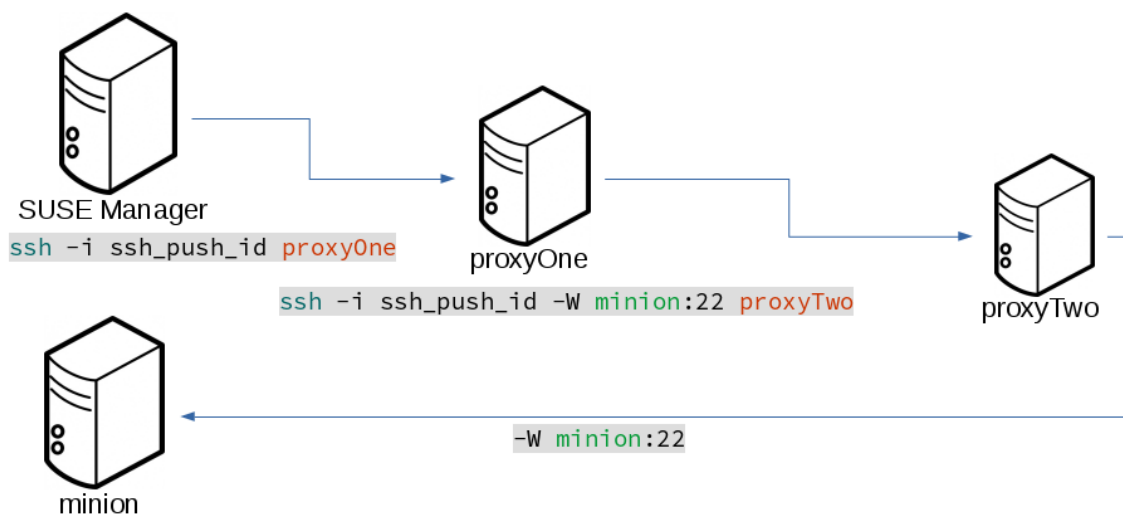 SUSE Manager
ssh -i ssh_push_id proxyOne
proxyOne
ssh -i ssh_push_id -W minion:22 proxyTwo
proxyTwo
-W minion:22
minion